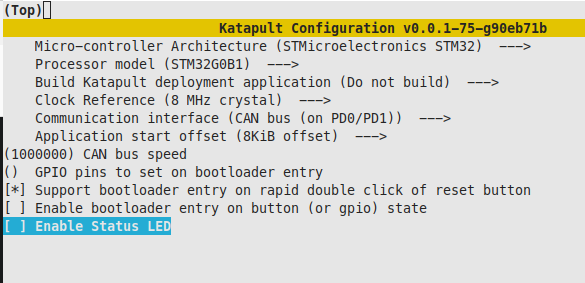 (Top)
Katapult Configuration v0.0.1-75-g90eb71b
Micro-controller Architecture (STMicroelectronics STM32) --->
Processor model (STM32G0B1) --->
Build Katapult deployment application (Do not build) --->
Clock Reference (8 MHz crystal) --->
Communication interface (CAN bus (on PD0/PD1)) --->
Application start offset (8KiB offset) --->
(1000000) CAN bus speed
() GPIO pins to set on bootloader entry
[*] Support bootloader entry on rapid double click of reset button
[ ] Enable bootloader entry on button (or gpio) state
[ ] Enable Status LED